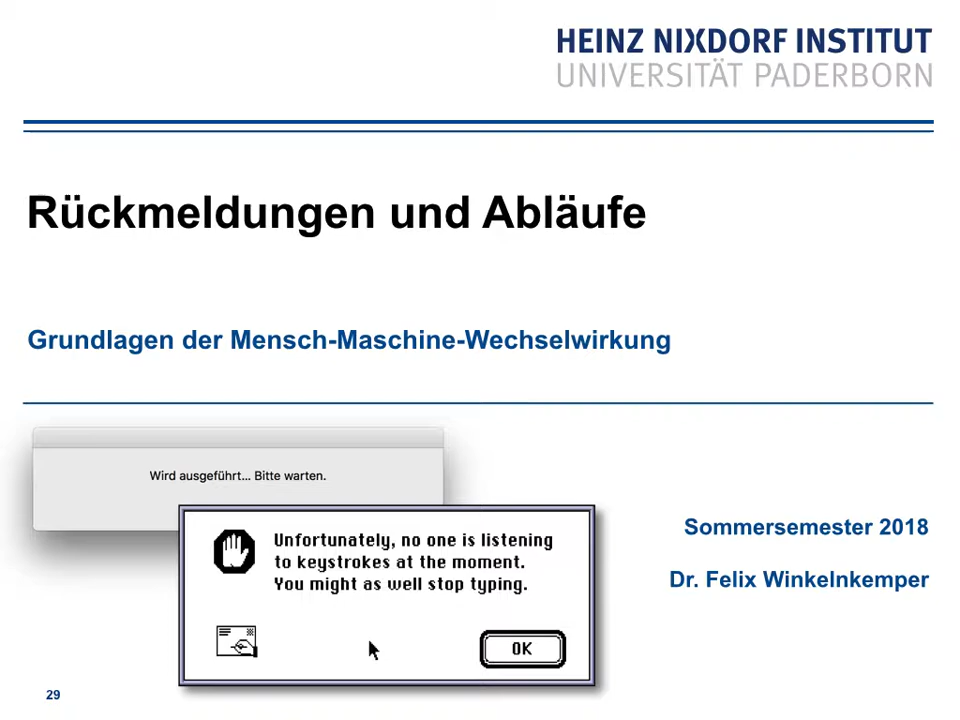 HEINZ NIXDORF INSTITUT
UNIVERSITÄT PADERBORN
Rückmeldungen und Abläufe
Grundlagen der Mensch-Maschine-Wechselwirkung
Wird ausgeführt... Bitte warten.
Unfortunately, no one is listening
to keystrokes at the moment.
You might as well stop typing.
OK
Sommersemester 2018
Dr. Felix Winkelnkemper
29